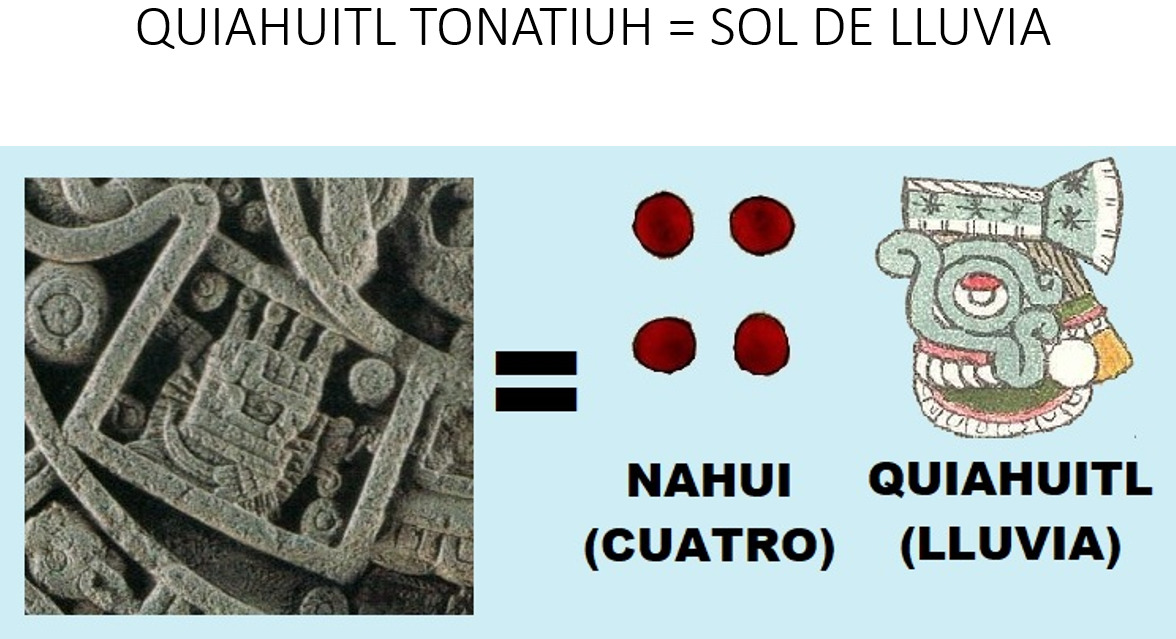 QUIAHUITL TONATIUH = SOL DE LLUVIA
=
NAHUI QUIAHUITL
(CUATRO) (LLUVIA)